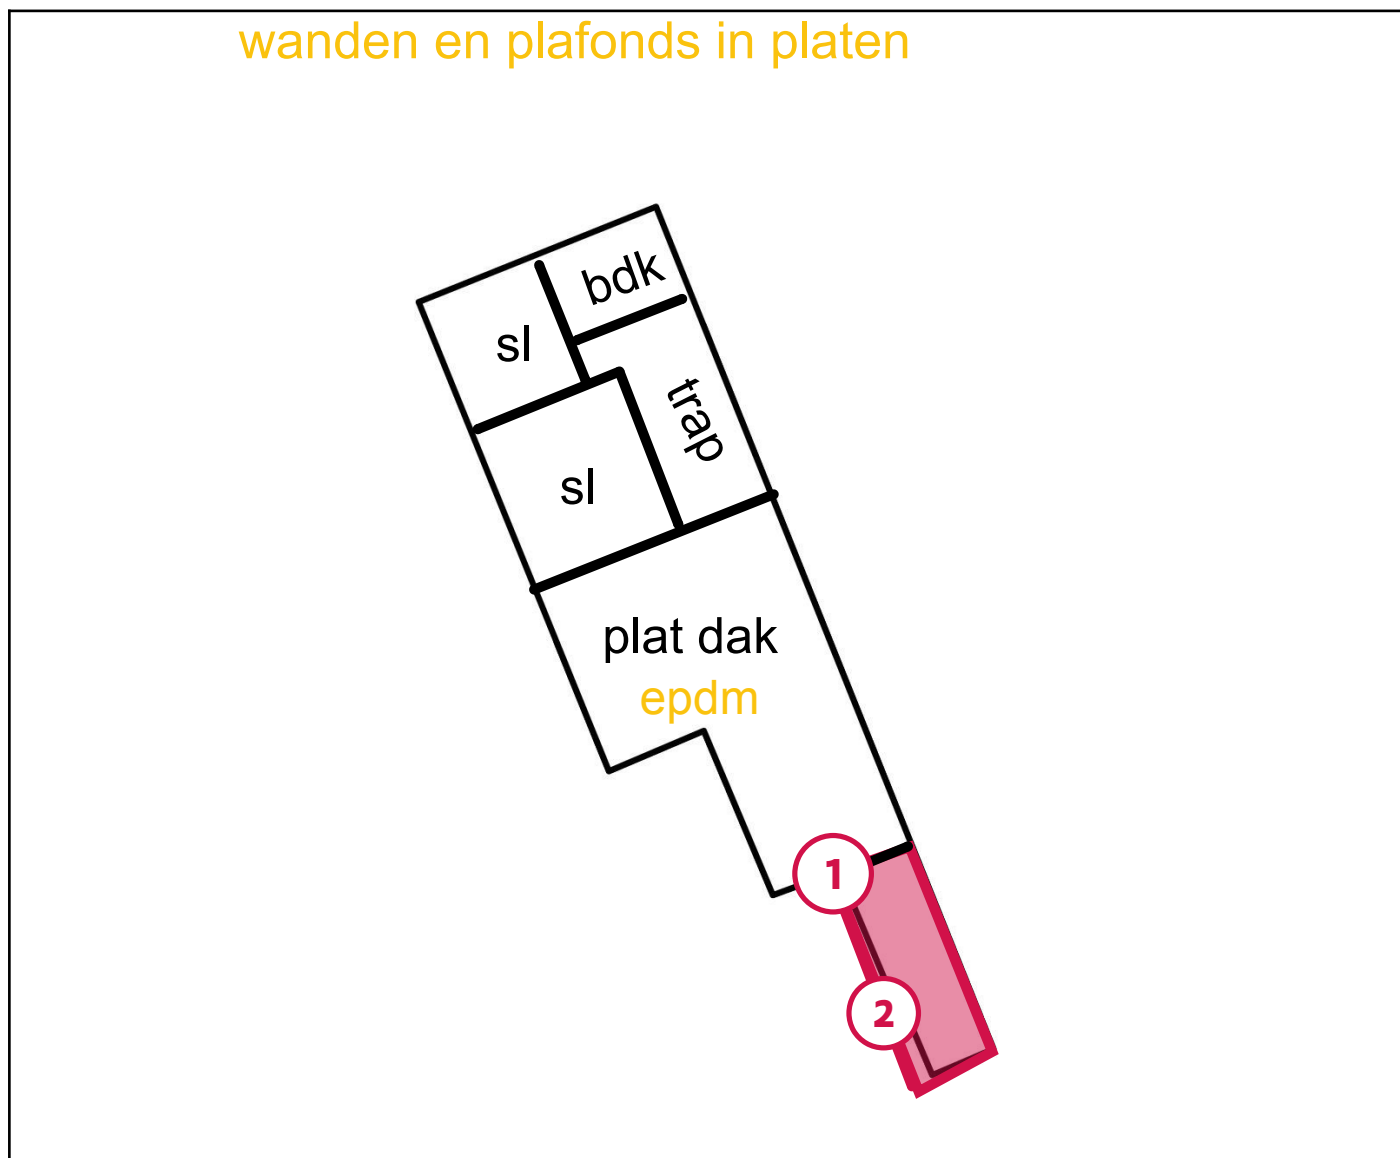 wanden en plafonds in platen
bdk
sl
trap
sl
plat dak
epdm
1
2